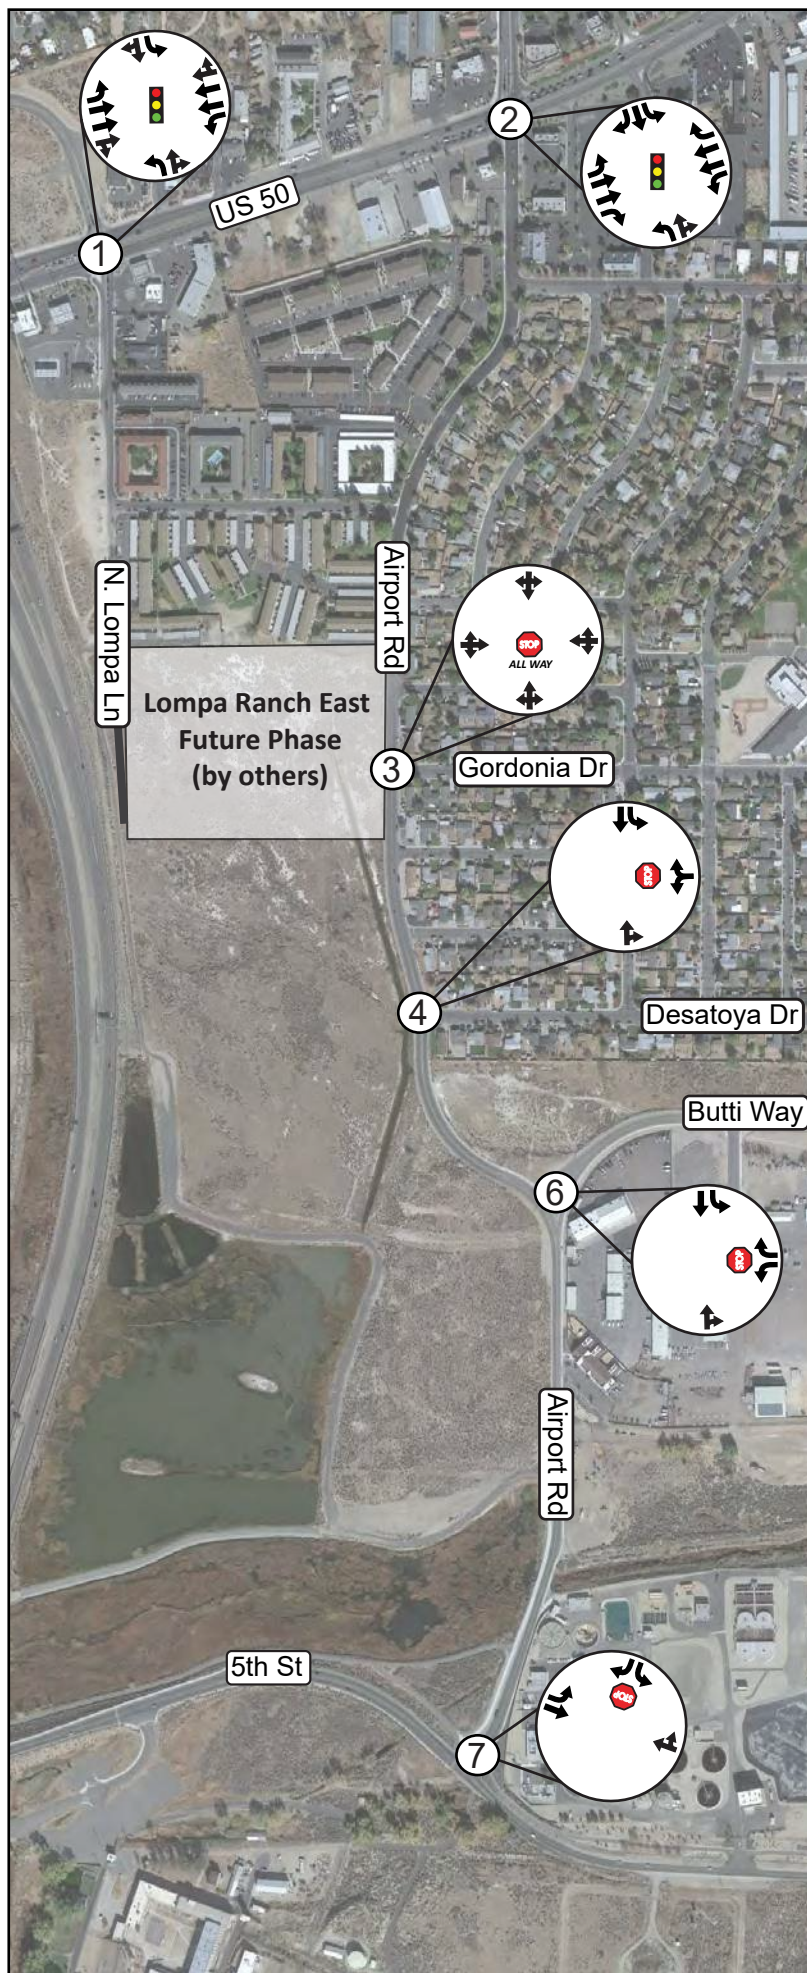 2
US 50
1
N. Lompa Ln
Airport Rd
STOP
ALL WAY
Lompa Ranch East
Future Phase
(by others)
3
Gordonia Dr
STOP
4
Desatoya Dr
Butti Way
6
STOP
Airport Rd
5th St
STOP
7